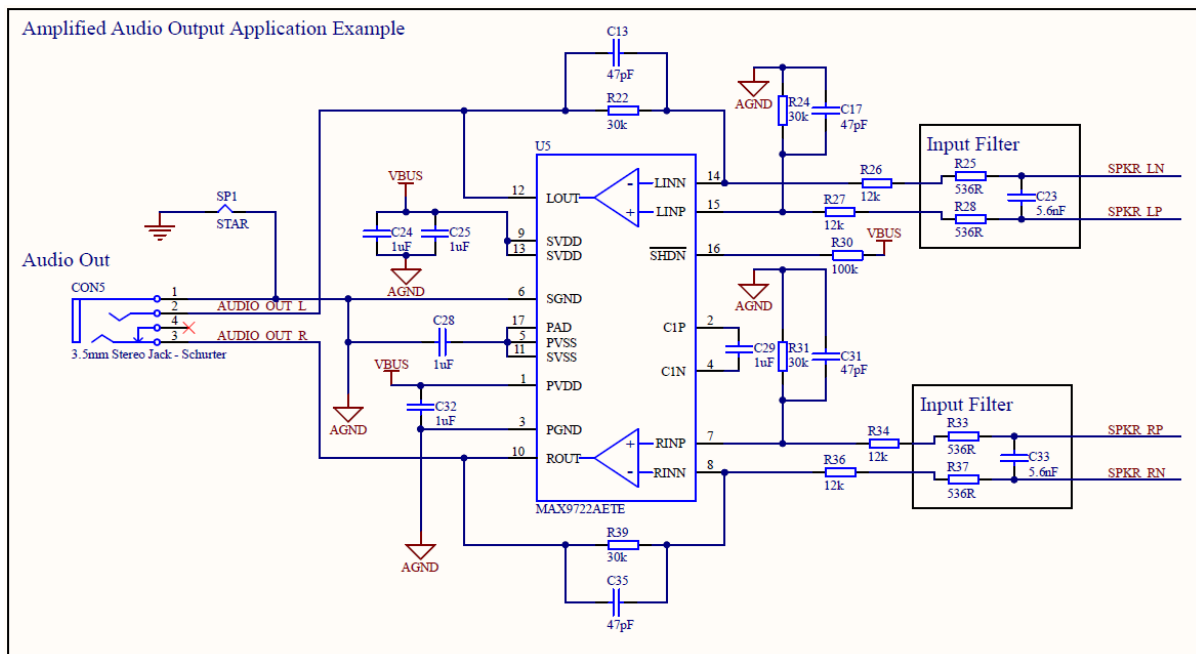 Amplified Audio Output Application Example
C13
47pF
R22
30k
AGND
R24
30k
C17
47pF
Input Filter
U5
VBUS
SP1
STAR
C24
1uF
C25
1uF
AGND
12
LOUT
9
SVDD
13
SVDD
14
LINN
15
LINP
16
SHDN
R26
12k
R25
536R
R27
12k
R28
536R
C23
5.6nF
SPKR_LN
SPKR_LP
R30
100k
VBUS
Audio Out
CON5
1
2
4
3
AUDIO_OUT_L
AUDIO_OUT_R
3.5mm Stereo Jack - Schurter
6
SGND
C28
1uF
17
PAD
5
PVSS
11
SVSS
VBUS
1
PVDD
C32
1uF
AGND
3
PGND
10
ROUT
AGND
2
C1P
4
C1N
C29
1uF
AGND
R31
30k
C31
47pF
7
RINP
8
RINN
R34
12k
R36
12k
Input Filter
R33
536R
R37
536R
C33
5.6nF
SPKR_RP
SPKR_RN
MAX9722AETE
R39
30k
C35
47pF